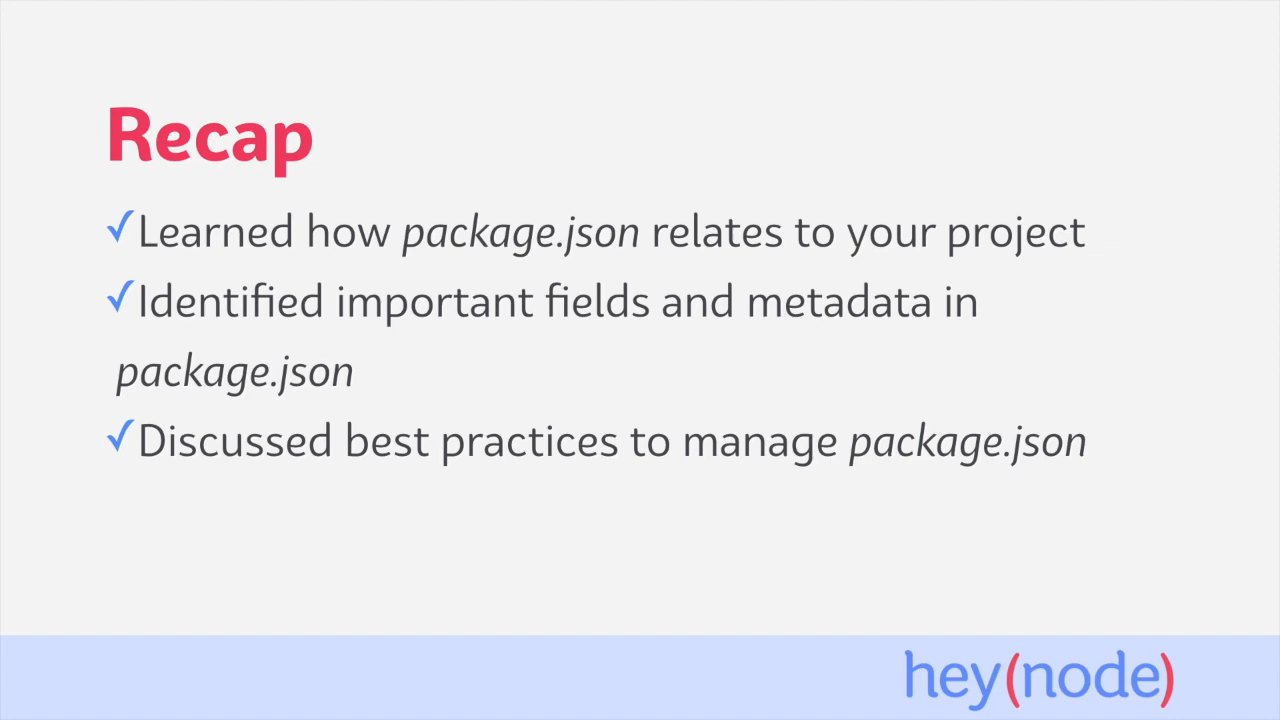 Recap
✓Learned how package.json relates to your project
✓Identified important fields and metadata in
package.json
✓Discussed best practices to manage package.json
hey(node)